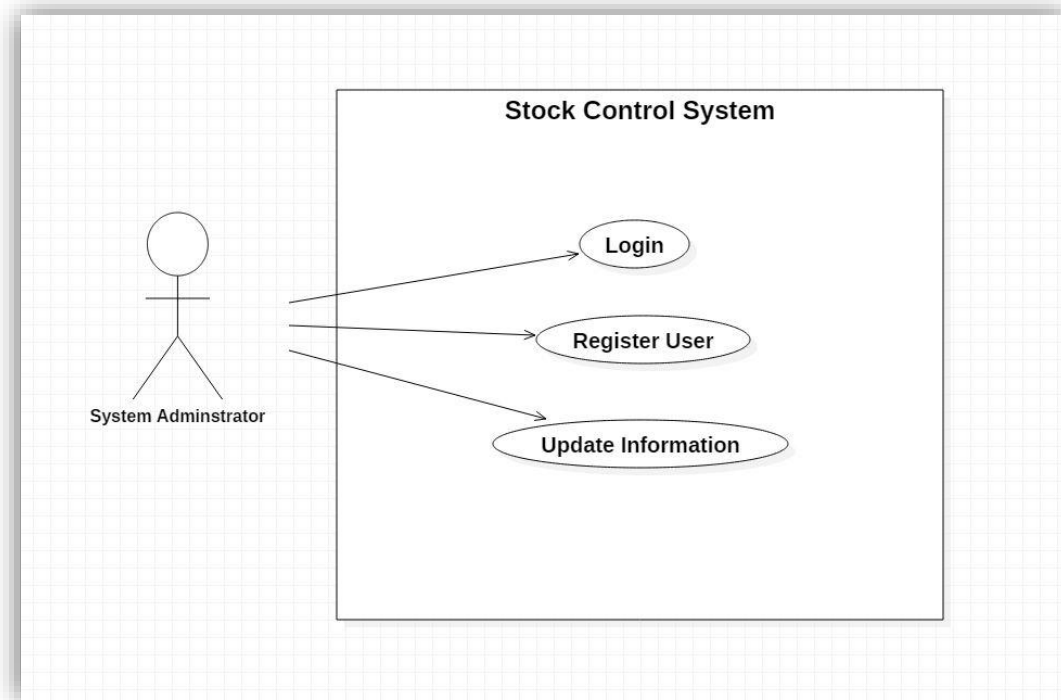 Stock Control System
Login
Register User
System Adminstrator
Update Information